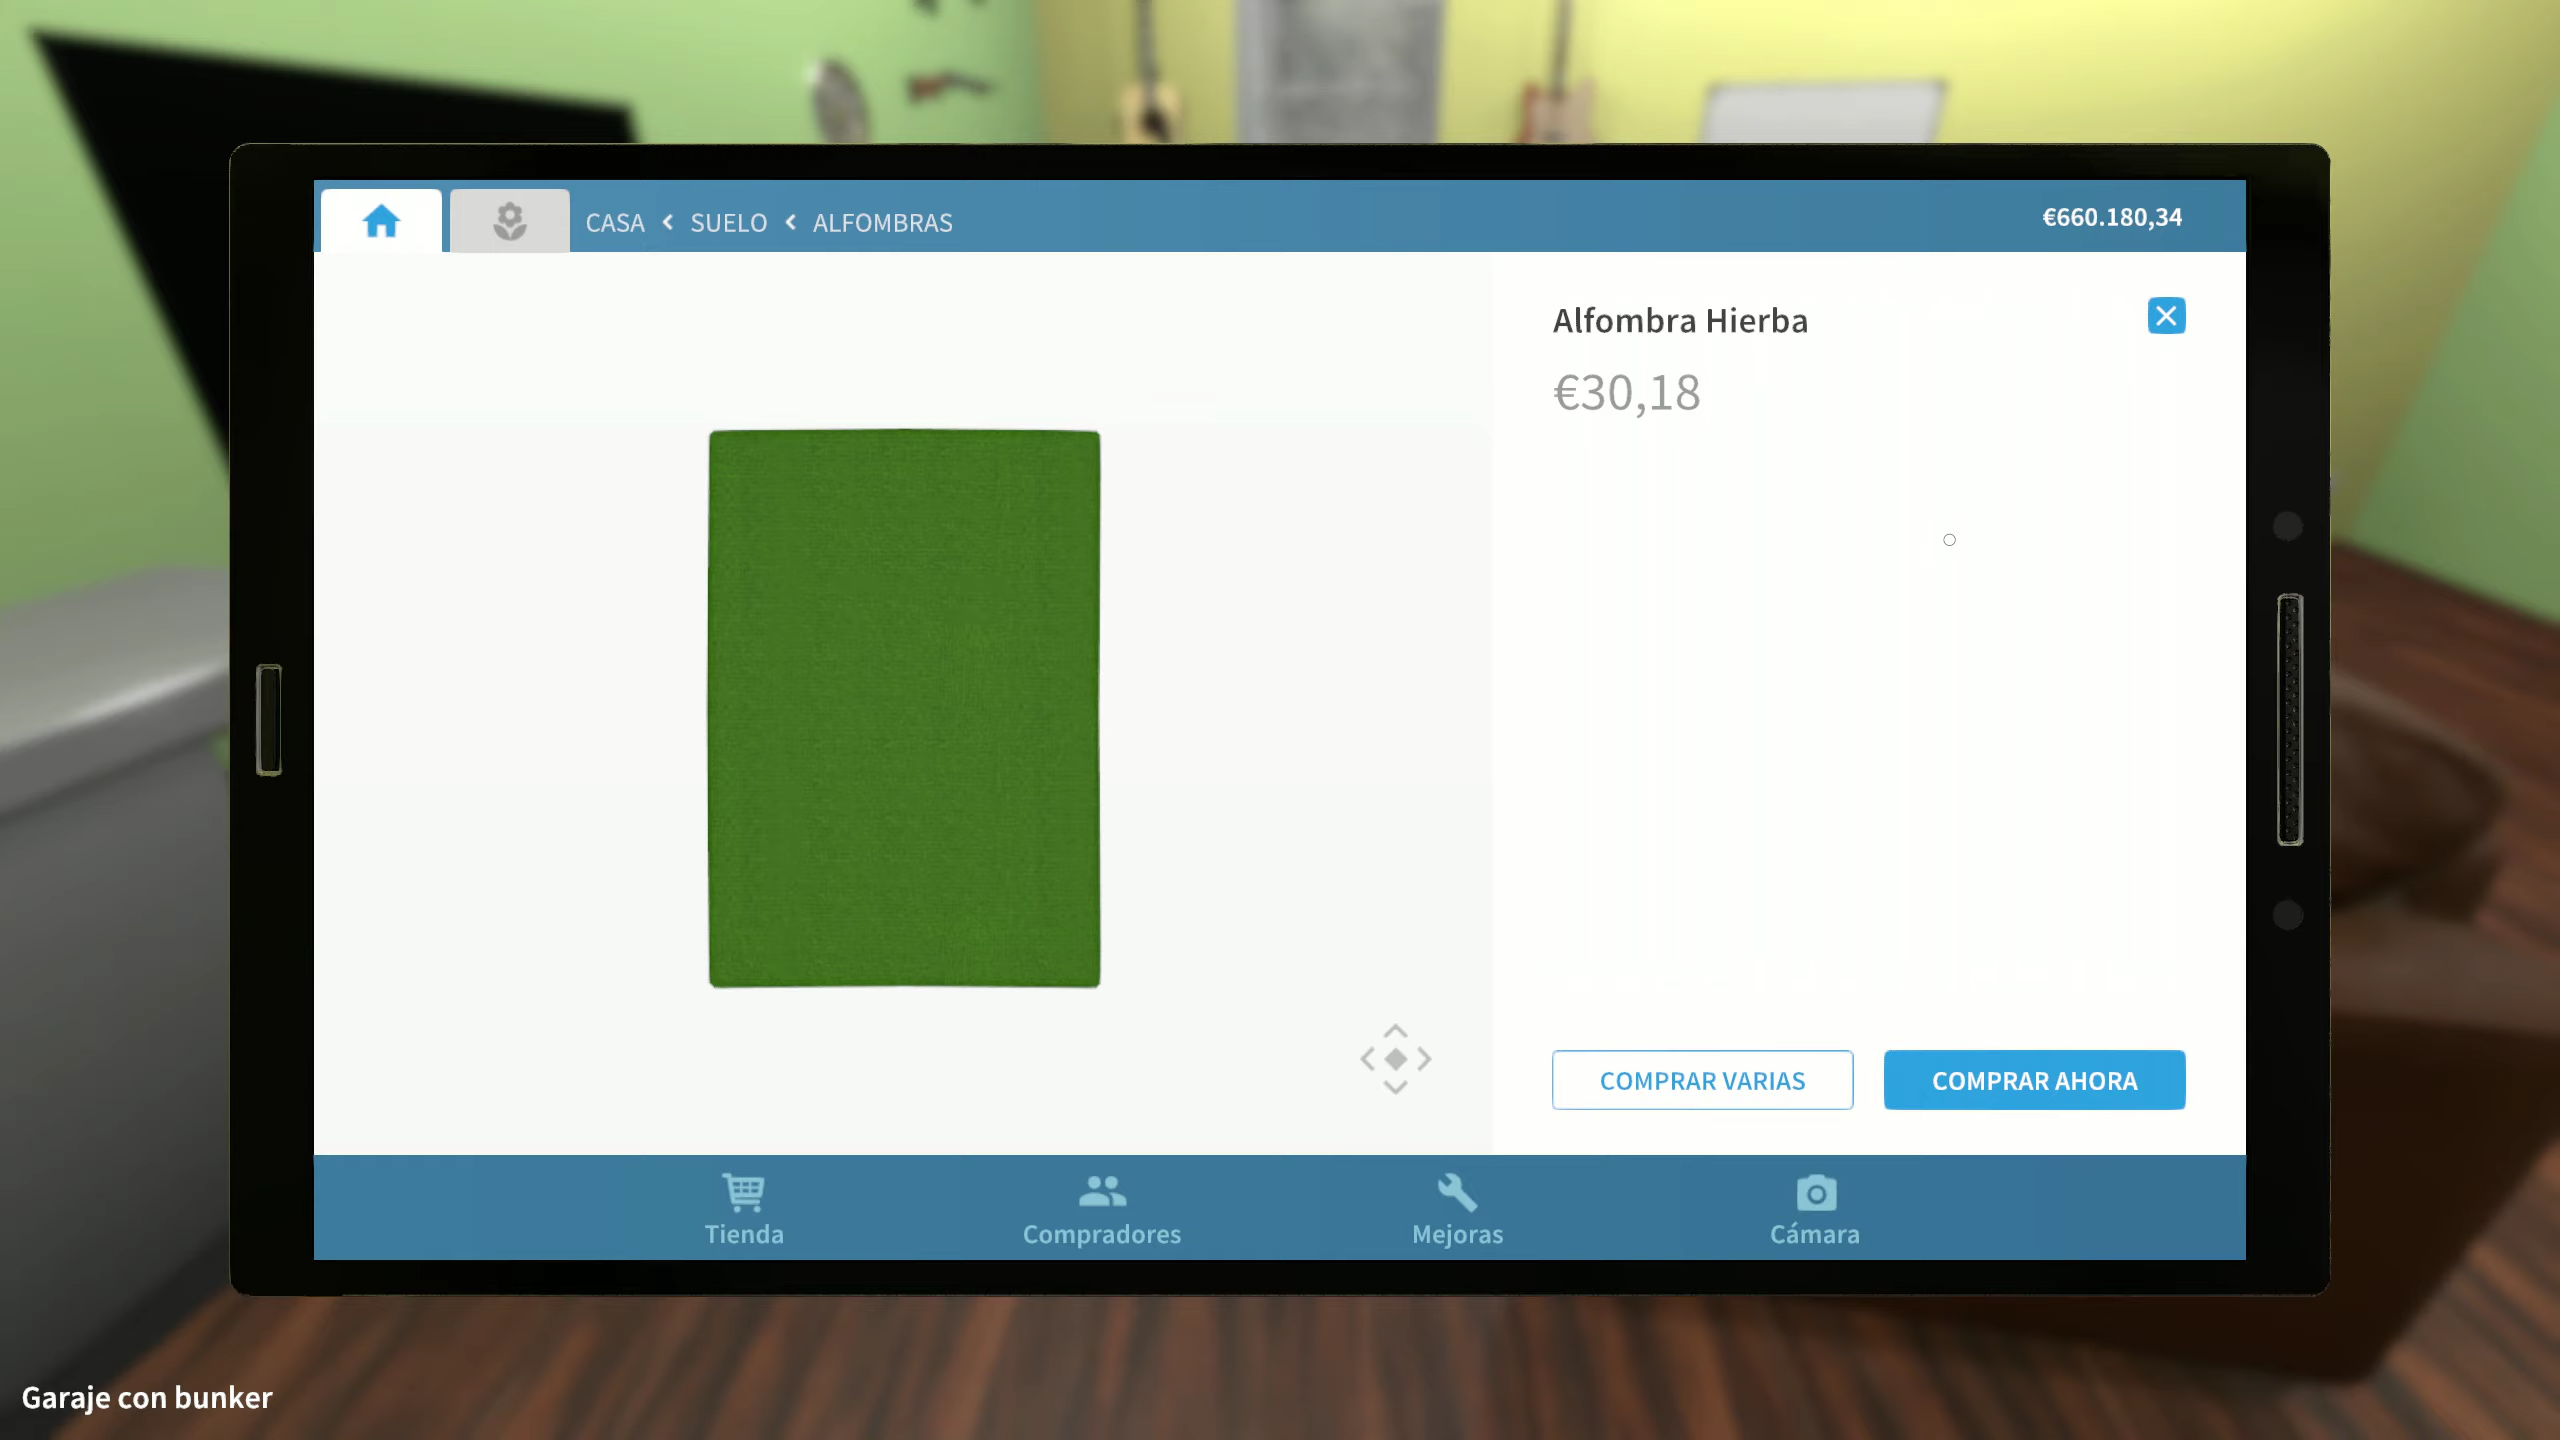 CASA < SUELO < ALFOMBRAS
€660.180,34
Alfombra Hierba
€30,18
COMPRAR VARIAS
COMPRAR AHORA
Tienda
Compradores
Mejoras
Cámara
Garaje con bunker